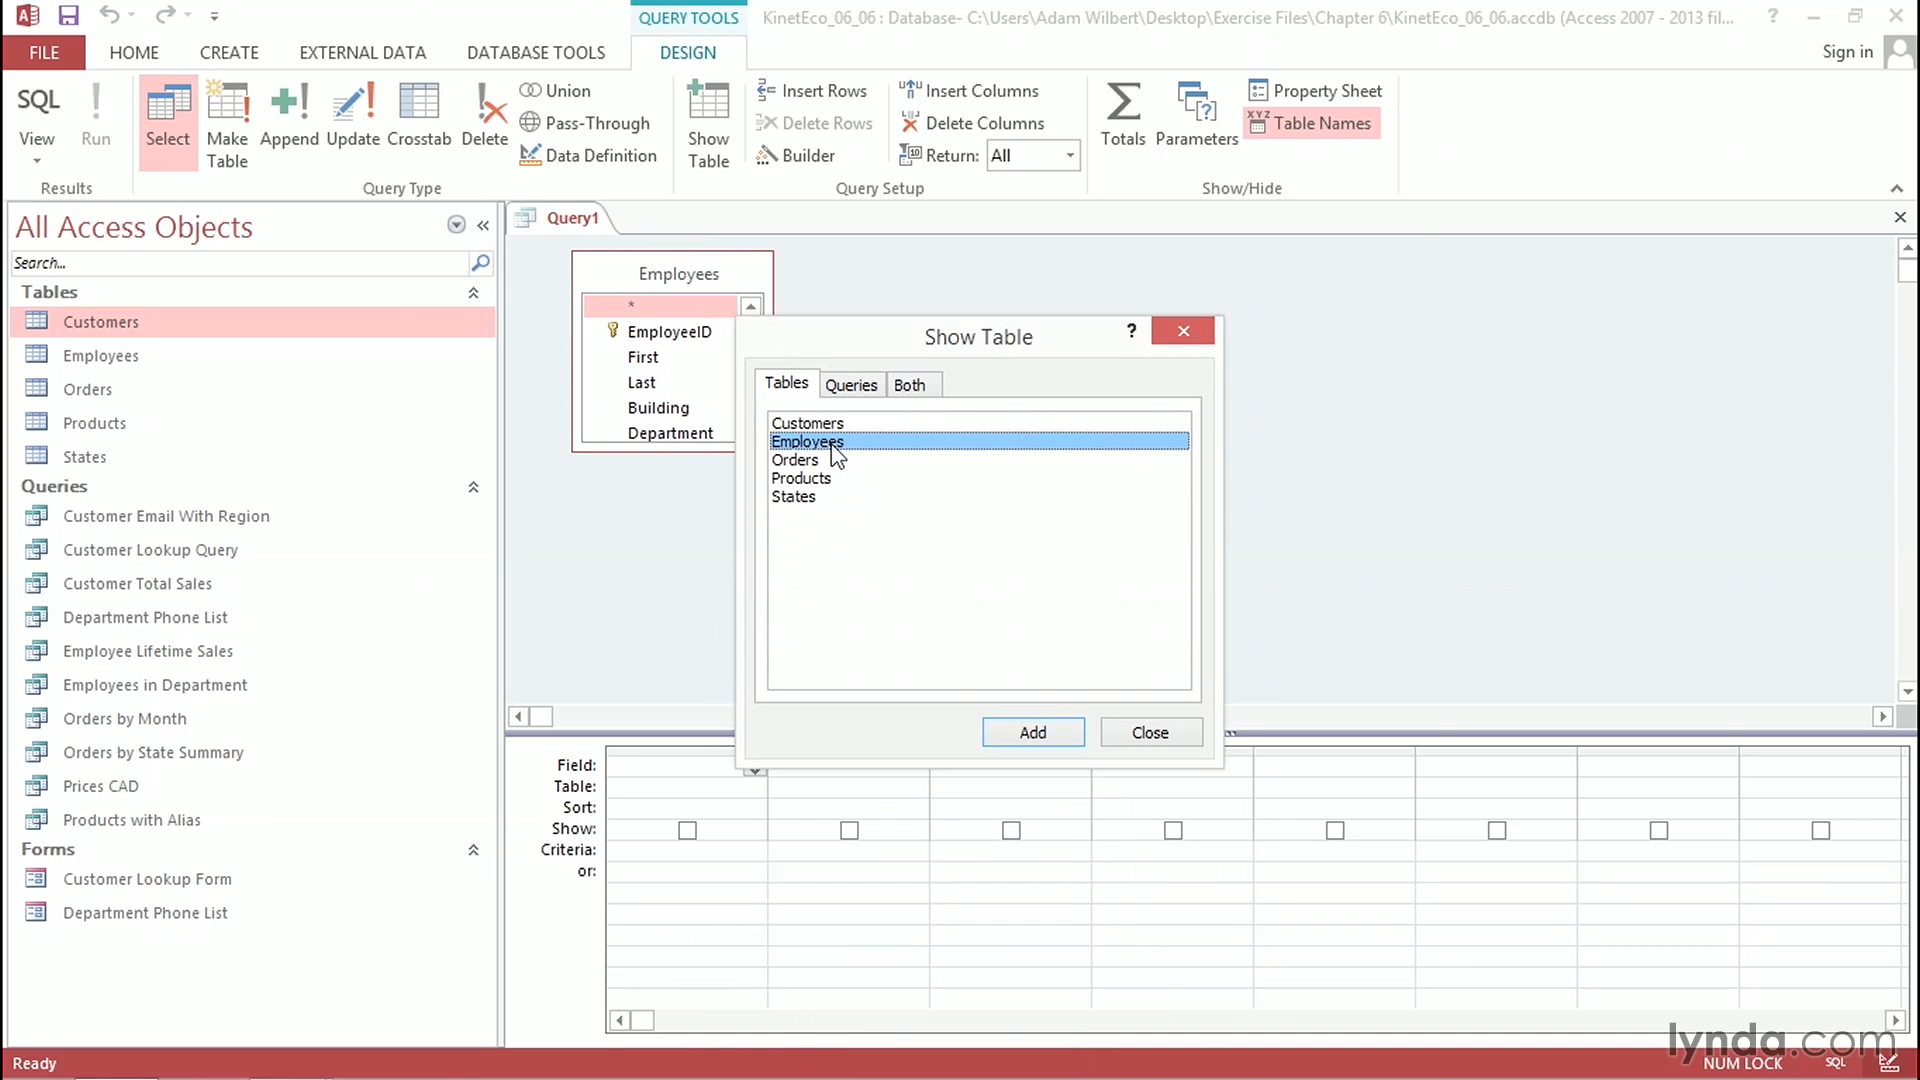 QUERY TOOLS
KinetEco_06_06 : Database- C:\Users\Adam Wilbert\Desktop\Exercise Files\Chapter 6\KinetEco_06_06.accdb (Access 2007 - 2013 fil...
FILE HOME CREATE EXTERNAL DATA DATABASE TOOLS DESIGN
Sign in
SQL
View
Run
Select
Make
Table
Append
Update
Crosstab
Delete
Union
Pass-Through
Data Definition
Show
Table
Insert Rows
Delete Rows
Builder
Insert Columns
Delete Columns
Return: All
Totals
Parameters
Property Sheet
XYZ Table Names
Results
Query Type
Query Setup
Show/Hide
All Access Objects
Search...
Tables
Customers
Employees
Orders
Products
States
Queries
Customer Email With Region
Customer Lookup Query
Customer Total Sales
Department Phone List
Employee Lifetime Sales
Employees in Department
Orders by Month
Orders by State Summary
Prices CAD
Products with Alias
Forms
Customer Lookup Form
Department Phone List
Query1
Employees
*
EmployeeID
First
Last
Building
Department
Show Table
?
Tables Queries Both
Customers
Employees
Orders
Products
States
Add Close
Field:
Table:
Sort:
Show:
Criteria:
or:
lynda.com
Ready
NUM LOCK
SQL